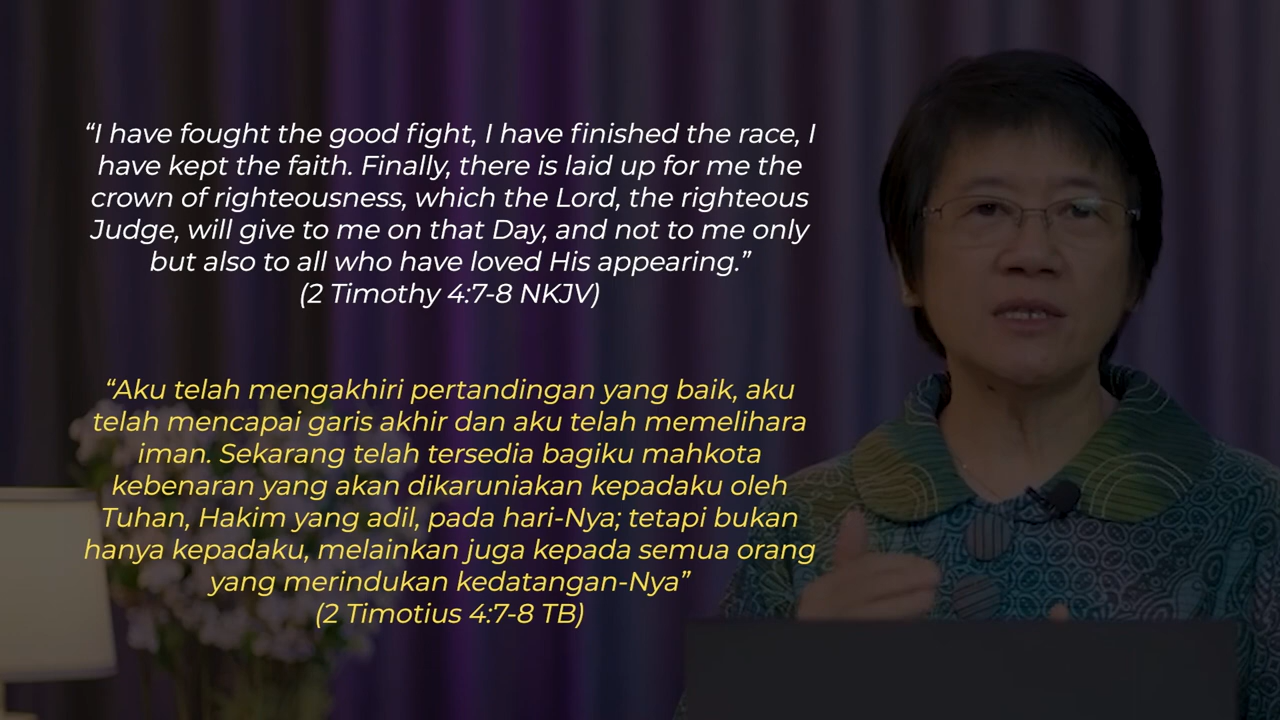 “I have fought the good fight, I have finished the race, I
have kept the faith. Finally, there is laid up for me the
crown of righteousness, which the Lord, the righteous
Judge, will give to me on that Day, and not to me only
but also to all who have loved His appearing.”
(2 Timothy 4:7-8 NKJV)
“Aku telah mengakhiri pertandingan yang baik, aku
telah mencapai garis akhir dan aku telah memelihara
iman. Sekarang telah tersedia bagiku mahkota
kebenaran yang akan dikaruniakan kepadaku oleh
Tuhan, Hakim yang adil, pada hari-Nya; tetapi bukan
hanya kepadaku, melainkan juga kepada semua orang
yang merindukan kedatangan-Nya”
(2 Timotius 4:7-8 TB)